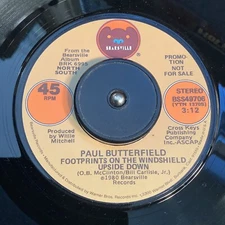 BEARSVILLE
From the
Bearsville
Album
BRK 6995
NORTH
SOUTH
PROMO-
TION
NOT
FOR SALE
45
RPM
STEREO
BSS49706
(YTN 1270S)
3:12
Produced by
Willie
Mitchell
Cross Keys
Publishing
Company
Inc.-ASCAP
PAUL BUTTERFIELD
FOOTPRINTS ON THE WINDSHIELD
UPSIDE DOWN
(O.B. McClinton/Bill Carlisle, Jr.)
©1980 Bearsville
Records